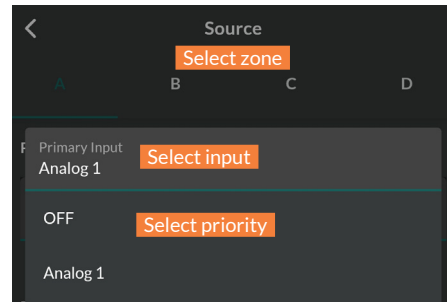 Source
Select zone
A B C D
Primary Input
Analog 1
Select input
OFF
Select priority
Analog 1